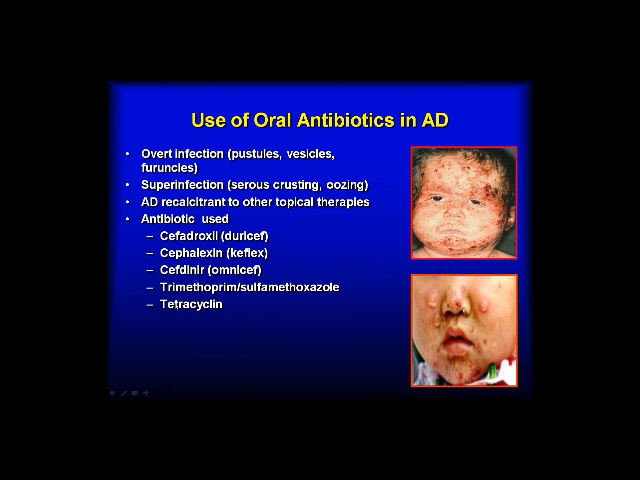 Use of Oral Antibiotics in AD
• Overt infection (pustules, vesicles,
furuncles)
• Superinfection (serous crusting, oozing)
• AD recalcitrant to other topical therapies
• Antibiotic used
– Cefadroxil (duricef)
– Cephalexin (keflex)
– Cefdinir (omnicef)
– Trimethoprim/sulfamethoxazole
– Tetracyclin